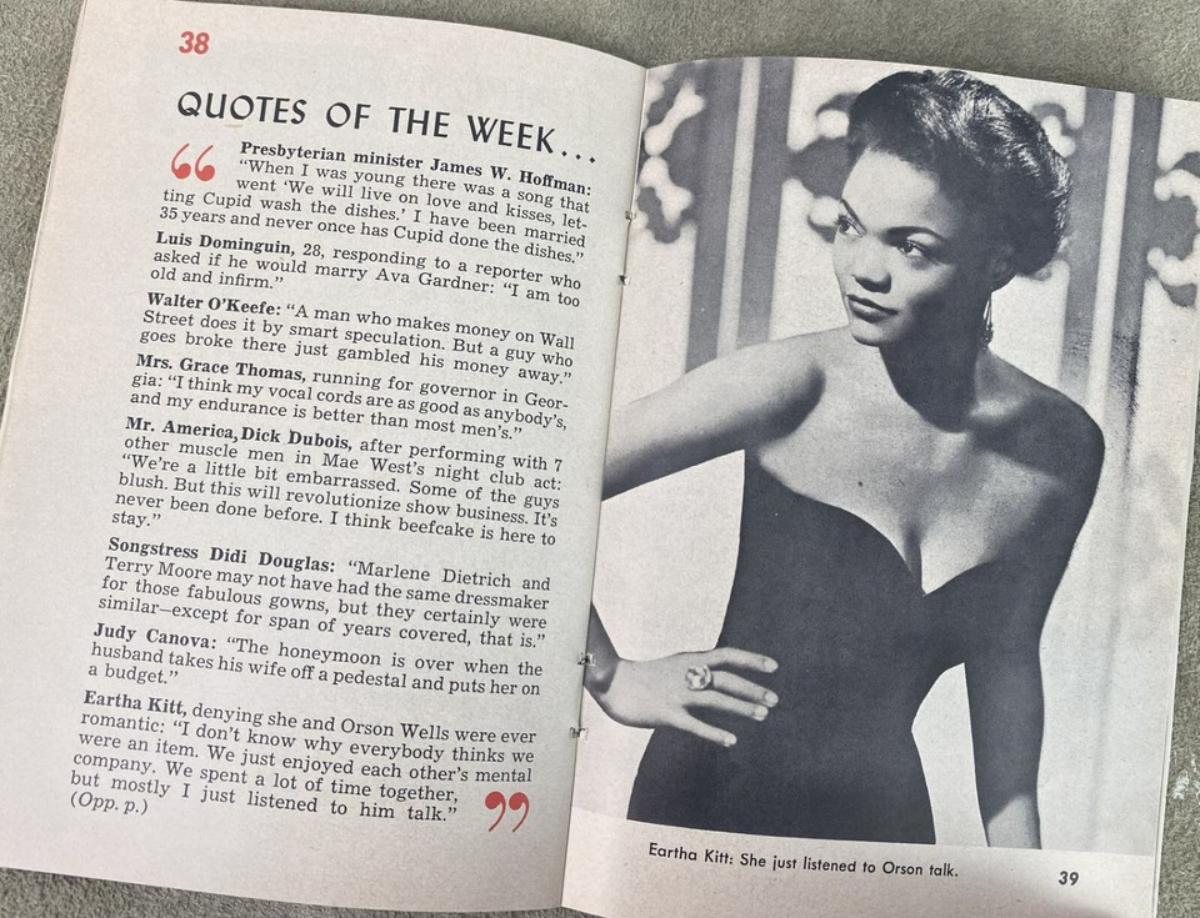 38
QUOTES OF THE WEEK...
“ Presbyterian minister James W. Hoffman:
“When I was young there was a song that
went ‘We will live on love and kisses, let-
ting Cupid wash the dishes.’ I have been married
35 years and never once has Cupid done the dishes.”
Luis Dominguin, 28, responding to a reporter who
asked if he would marry Ava Gardner: “I am too
old and infirm.”
Walter O’Keefe: “A man who makes money on Wall
Street does it by smart speculation. But a guy who
goes broke there just gambled his money away.”
Mrs. Grace Thomas, running for governor in Geor-
gia: “I think my vocal cords are as good as anybody’s,
and my endurance is better than most men’s.”
Mr. America, Dick Dubois, after performing with 7
other muscle men in Mae West’s night club act:
“We’re a little bit embarrassed. Some of the guys
blush. But this will revolutionize show business. It’s
never been done before. I think beefcake is here to
stay.”
Songstress Didi Douglas: “Marlene Dietrich and
Terry Moore may not have had the same dressmaker
for those fabulous gowns, but they certainly were
similar—except for span of years covered, that is.”
Judy Canova: “The honeymoon is over when the
husband takes his wife off a pedestal and puts her on
a budget.”
Eartha Kitt, denying she and Orson Wells were ever
romantic: “I don’t know why everybody thinks we
were an item. We just enjoyed each other’s mental
company. We spent a lot of time together,
but mostly I just listened to him talk.” ”
(Opp. p.)
Eartha Kitt: She just listened to Orson talk.
39